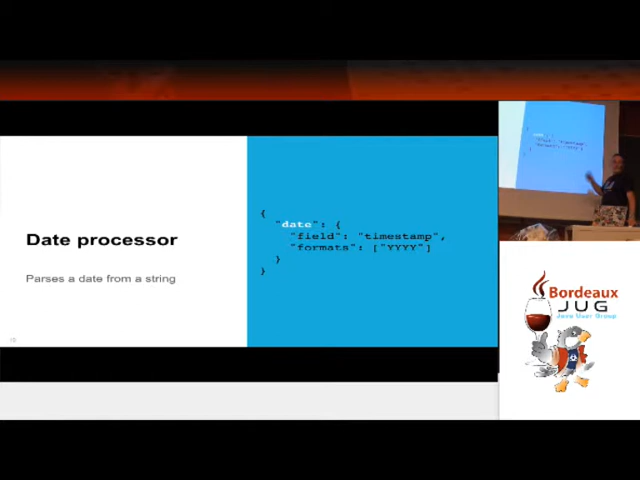 Date processor
Parses a date from a string
{
"date": {
"field": "timestamp",
"formats": ["YYYY"]
}
}
Bordeaux
JUG
Java User Group